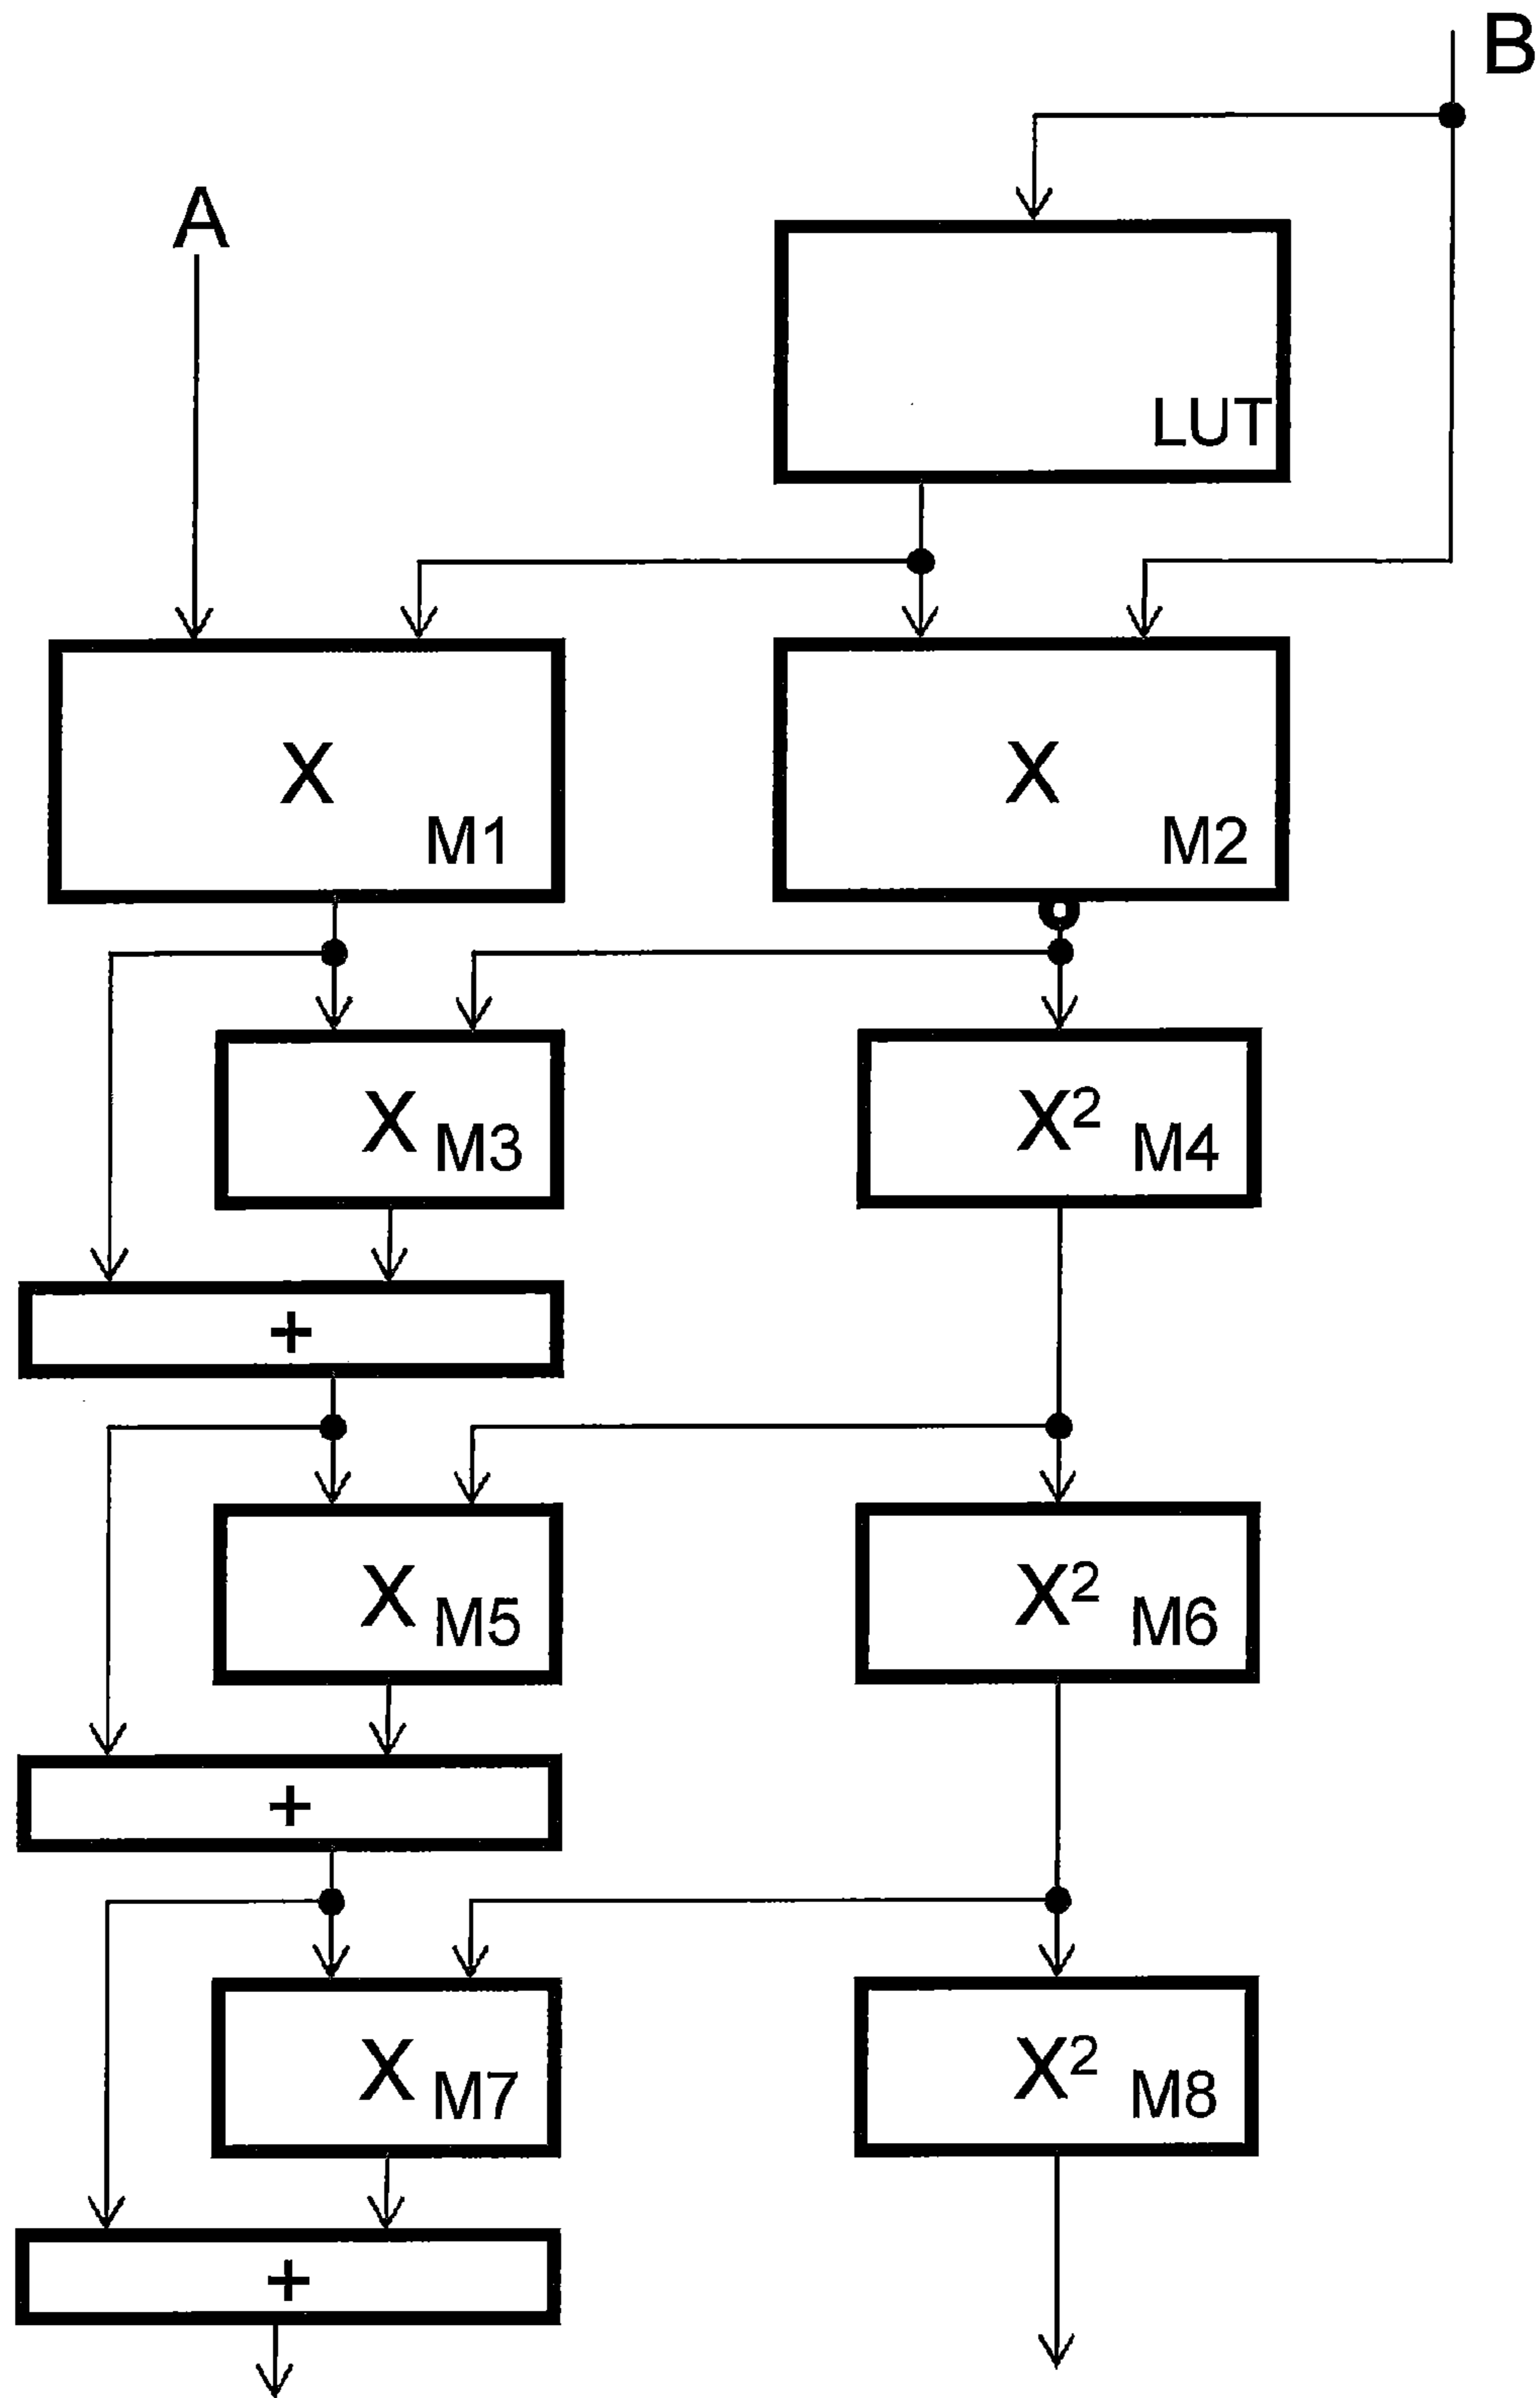 B
A
LUT
X M1
X M2
X M3
X² M4
+
X M5
X² M6
+
X M7
X² M8
+